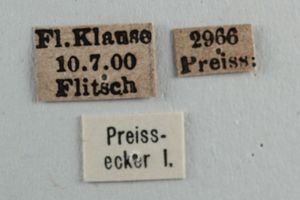 Fl. Klause
10.7.00
Flitsch
2966
Preiss:
Preiss-
ecker l.